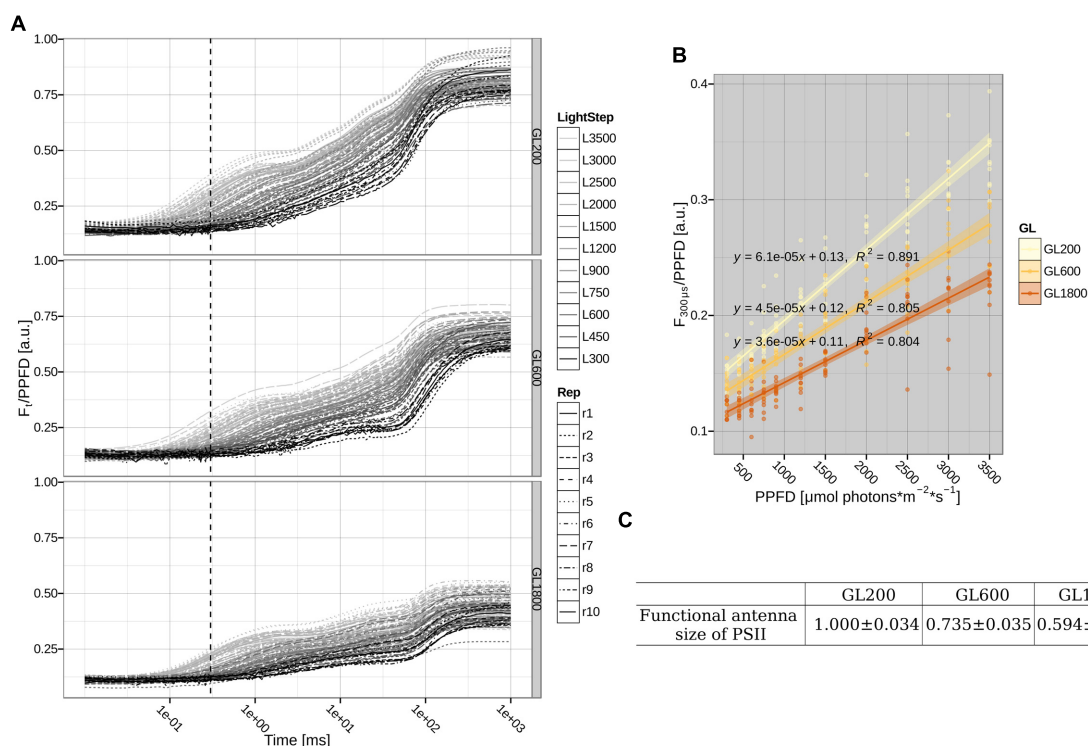 A
1.00
0.75
0.50
0.25
GL200
1.00
0.75
0.50
0.25
GL600
1.00
0.75
0.50
0.25
GL1800
Ft/PPFD [a.u.]
1e-01
1e+00
1e+01
1e+02
1e+03
Time [ms]
LightStep
L3500
L3000
L2500
L2000
L1500
L1200
L900
L750
L600
L450
L300
Rep
r1
r2
r3
r4
r5
r6
r7
r8
r9
r10
B
0.4
0.3
0.2
0.1
F300µs/PPFD [a.u.]
y = 6.1e-05x + 0.13, R² = 0.891
y = 4.5e-05x + 0.12, R² = 0.805
y = 3.6e-05x + 0.11, R² = 0.804
500
1000
1500
2000
2500
3000
3500
PPFD [µmol photons*m⁻²*s⁻¹]
GL
GL200
GL600
GL1800
C
GL200 GL600 GL1
Functional antenna
size of PSII
1.000±0.034 0.735±0.035 0.594±